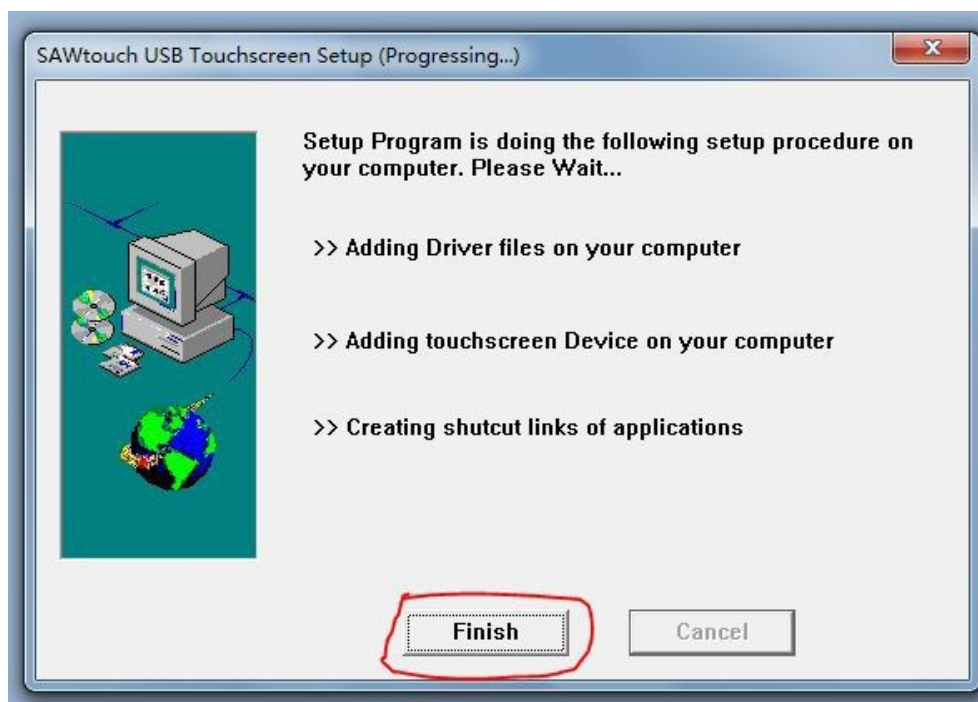 SAWtouch USB Touchscreen Setup (Progressing...)
Setup Program is doing the following setup procedure on
your computer. Please Wait...
>> Adding Driver files on your computer
>> Adding touchscreen Device on your computer
>> Creating shutcut links of applications
Finish
Cancel